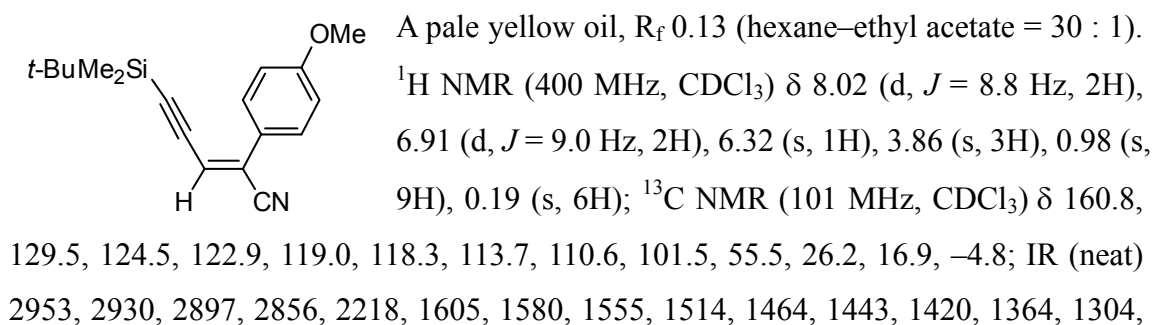 OMe
t-BuMe₂Si
H
CN
A pale yellow oil, R_f 0.13 (hexane–ethyl acetate = 30 : 1).
¹H NMR (400 MHz, CDCl₃) δ 8.02 (d, J = 8.8 Hz, 2H),
6.91 (d, J = 9.0 Hz, 2H), 6.32 (s, 1H), 3.86 (s, 3H), 0.98 (s,
9H), 0.19 (s, 6H); ¹³C NMR (101 MHz, CDCl₃) δ 160.8,
129.5, 124.5, 122.9, 119.0, 118.3, 113.7, 110.6, 101.5, 55.5, 26.2, 16.9, –4.8; IR (neat)
2953, 2930, 2897, 2856, 2218, 1605, 1580, 1555, 1514, 1464, 1443, 1420, 1364, 1304,